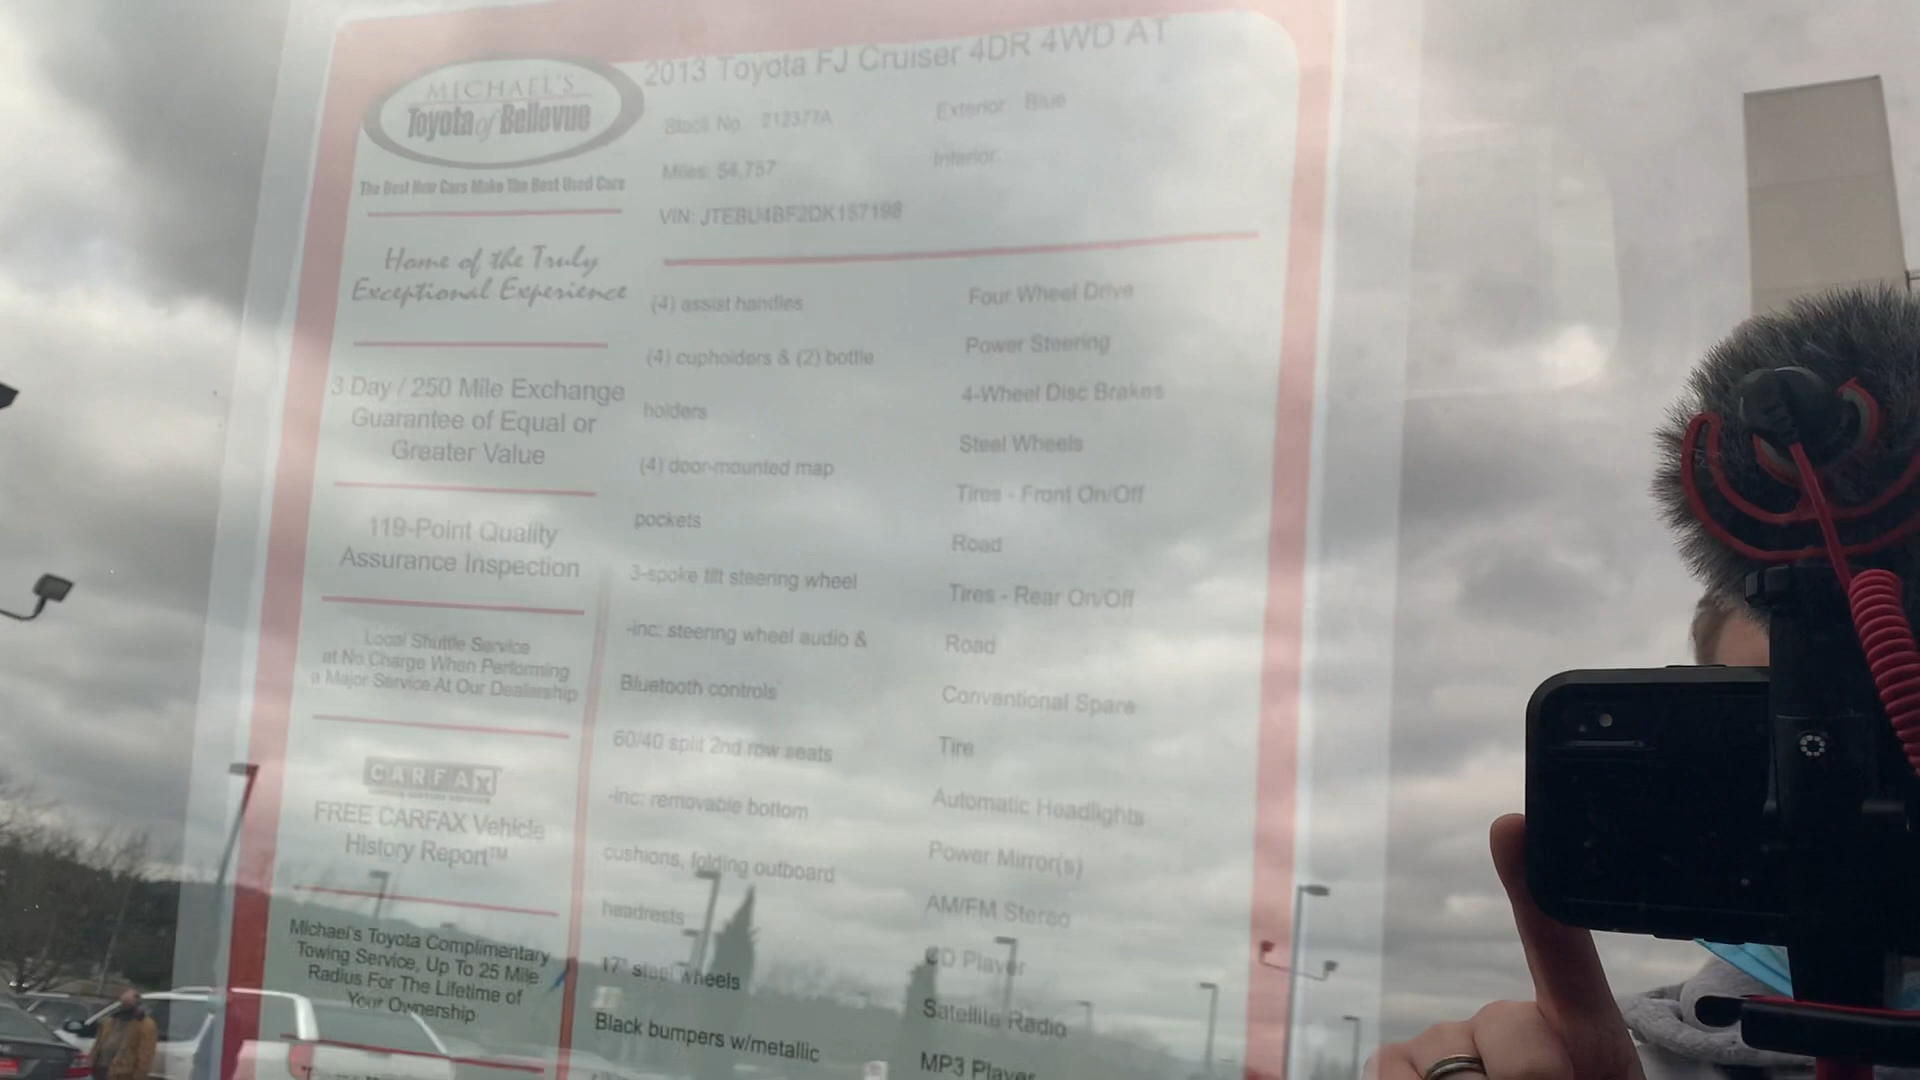 MICHAEL'S
Toyota of Bellevue
The Best New Cars Make The Best Used Cars
Home of the Truly
Exceptional Experience
3 Day / 250 Mile Exchange
Guarantee of Equal or
Greater Value
119-Point Quality
Assurance Inspection
Local Shuttle Service
at No Charge When Performing
a Major Service At Our Dealership
CARFAX
FREE CARFAX Vehicle
History Report™
Michael's Toyota Complimentary
Towing Service, Up To 25 Mile
Radius For The Lifetime of
Your Ownership
2013 Toyota FJ Cruiser 4DR 4WD AT
Stock No. 212377A
Exterior: Blue
Miles: 54,757
Interior:
VIN: JTEBU4BF2DK157198
(4) assist handles
(4) cupholders & (2) bottle
holders
(4) door-mounted map
pockets
3-spoke tilt steering wheel
-inc: steering wheel audio &
Bluetooth controls
60/40 split 2nd row seats
-inc: removable bottom
cushions, folding outboard
headrests
17" steel wheels
Black bumpers w/metallic
Four Wheel Drive
Power Steering
4-Wheel Disc Brakes
Steel Wheels
Tires - Front On/Off
Road
Tires - Rear On/Off
Road
Conventional Spare
Tire
Automatic Headlights
Power Mirror(s)
AM/FM Stereo
CD Player
Satellite Radio
MP3 Player